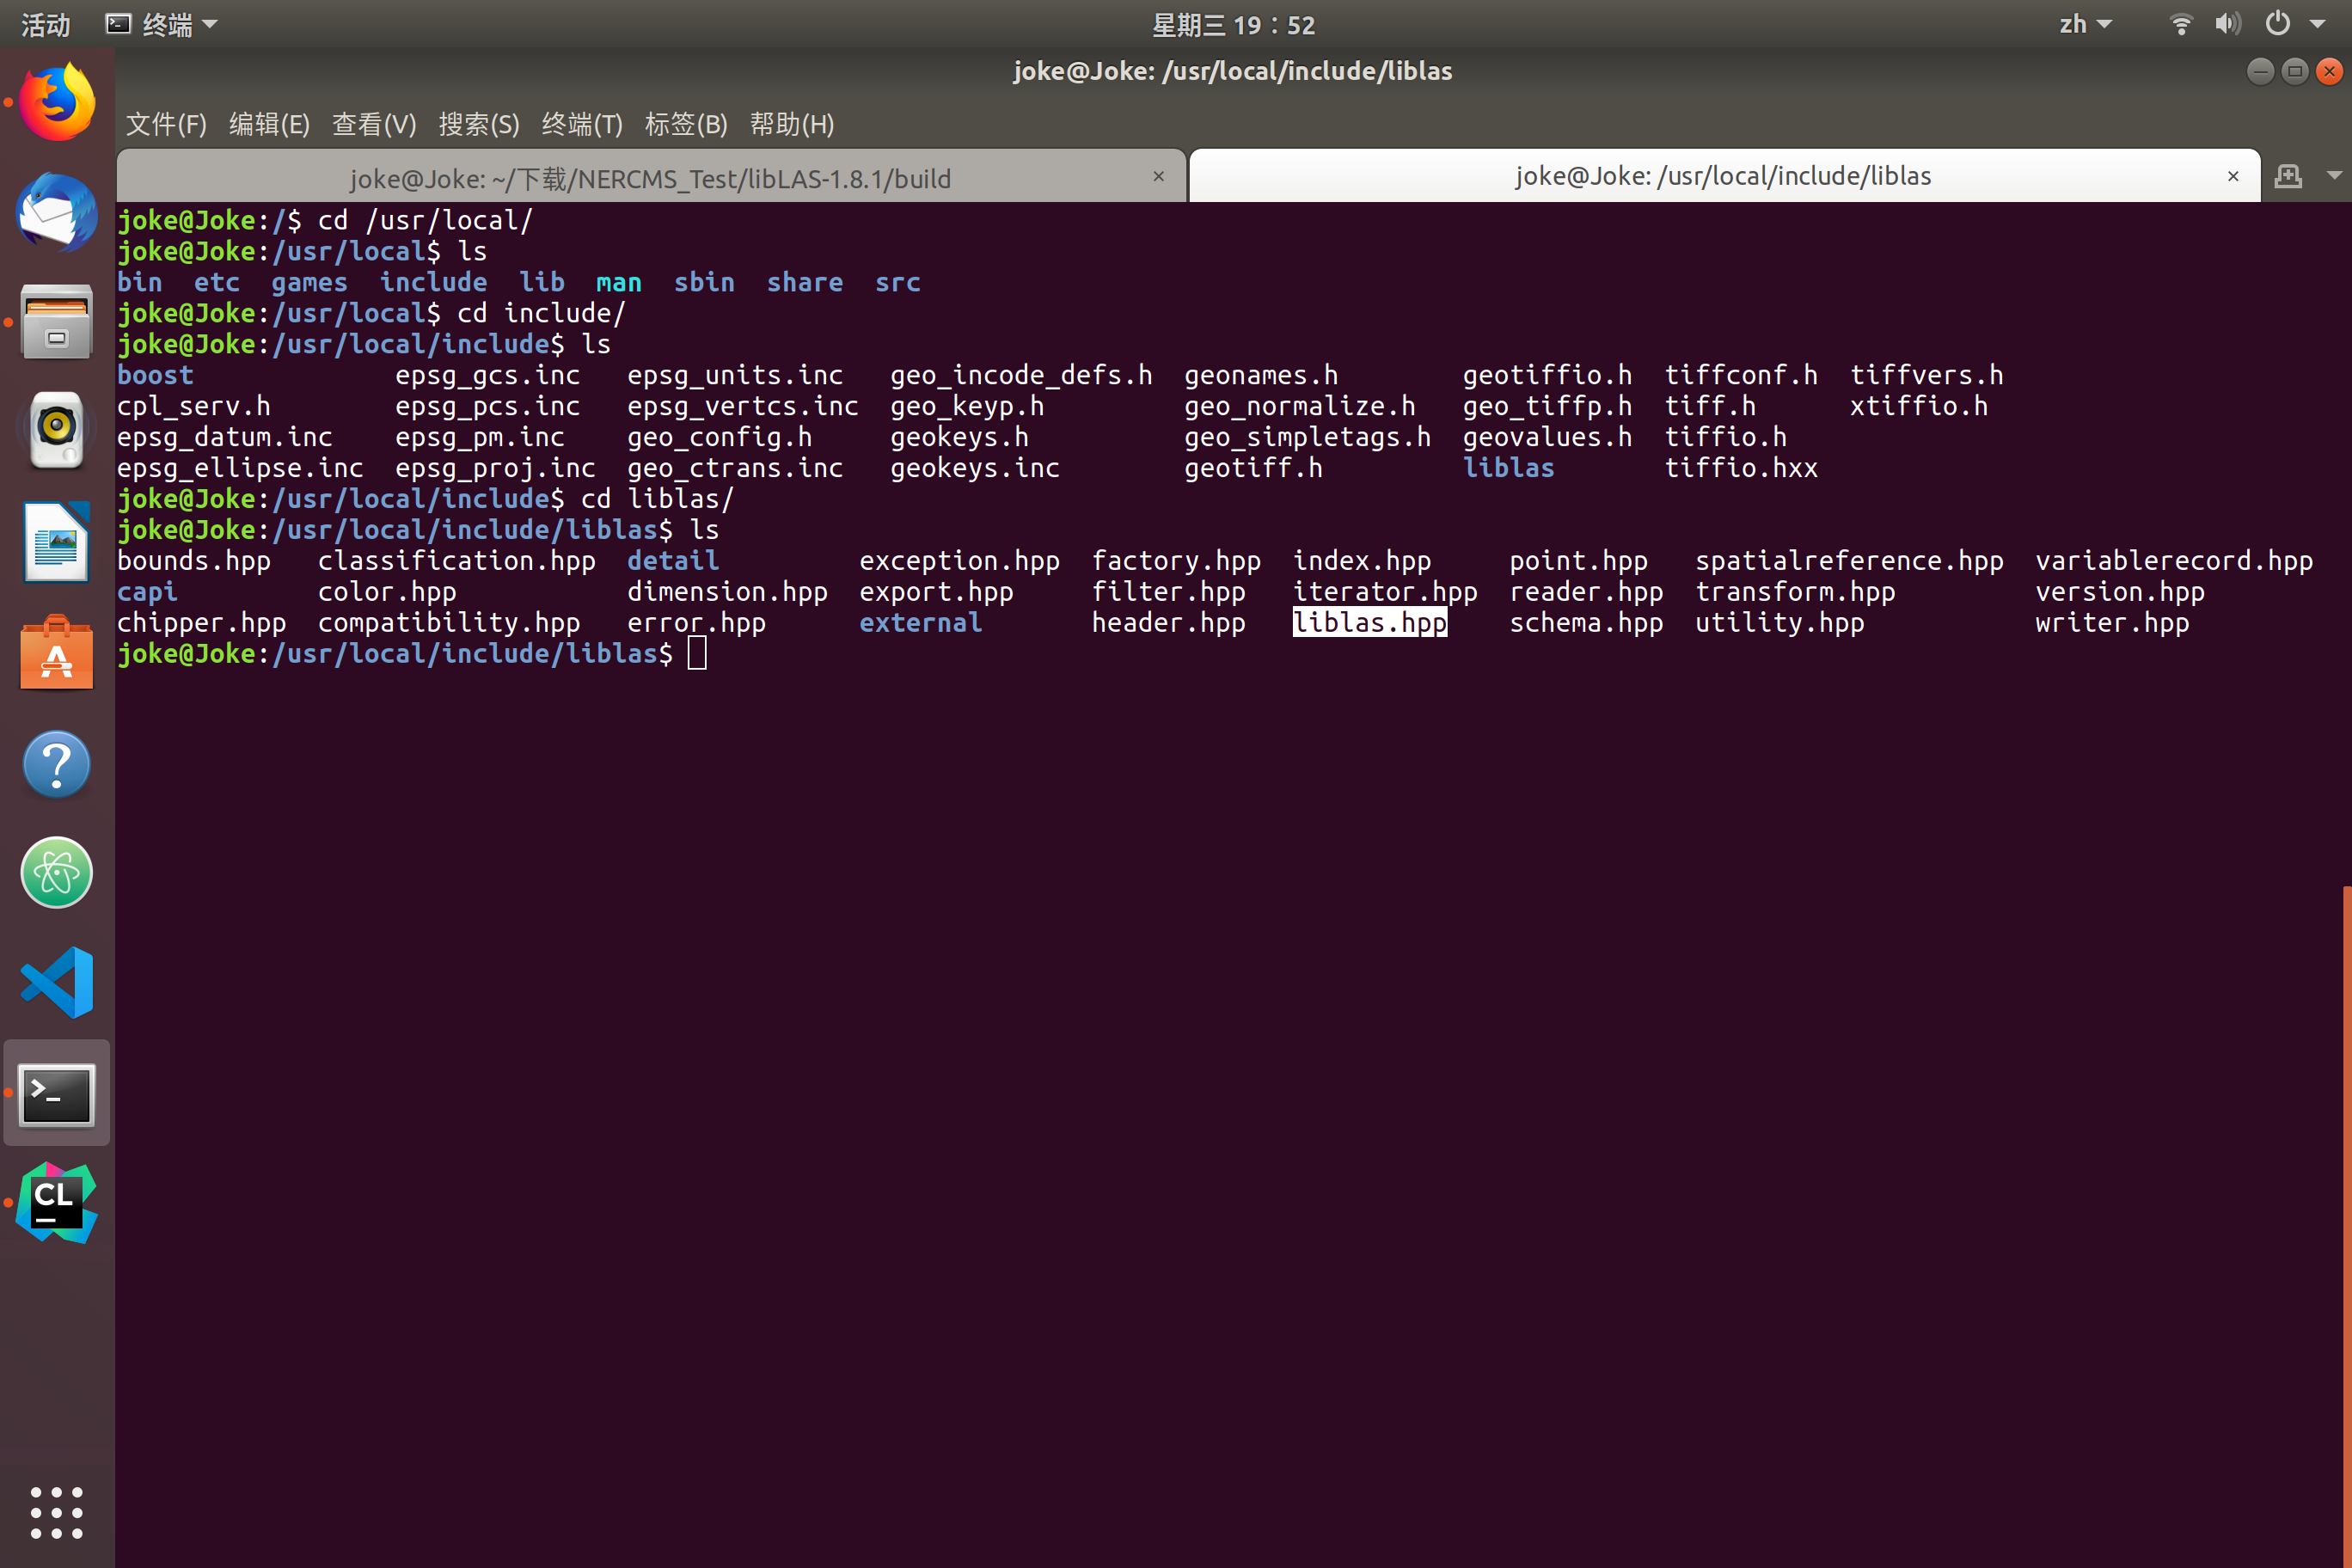 活动 终端 星期三 19：52 zh
joke@Joke: /usr/local/include/liblas
文件(F) 编辑(E) 查看(V) 搜索(S) 终端(T) 标签(B) 帮助(H)
joke@Joke: ~/下载/NERCMS_Test/libLAS-1.8.1/build × joke@Joke: /usr/local/include/liblas ×
joke@Joke:/$ cd /usr/local/
joke@Joke:/usr/local$ ls
bin etc games include lib man sbin share src
joke@Joke:/usr/local$ cd include/
joke@Joke:/usr/local/include$ ls
boost epsg_gcs.inc epsg_units.inc geo_incode_defs.h geonames.h geotiffio.h tiffconf.h tiffvers.h
cpl_serv.h epsg_pcs.inc epsg_vertcs.inc geo_keyp.h geo_normalize.h geo_tiffp.h tiff.h xtiffio.h
epsg_datum.inc epsg_pm.inc geo_config.h geokeys.h geo_simpletags.h geovalues.h tiffio.h
epsg_ellipse.inc epsg_proj.inc geo_ctrans.inc geokeys.inc geotiff.h liblas tiffio.hxx
joke@Joke:/usr/local/include$ cd liblas/
joke@Joke:/usr/local/include/liblas$ ls
bounds.hpp classification.hpp detail exception.hpp factory.hpp index.hpp point.hpp spatialreference.hpp variablerecord.hpp
capi color.hpp dimension.hpp export.hpp filter.hpp iterator.hpp reader.hpp transform.hpp version.hpp
chipper.hpp compatibility.hpp error.hpp external header.hpp liblas.hpp schema.hpp utility.hpp writer.hpp
joke@Joke:/usr/local/include/liblas$
CL